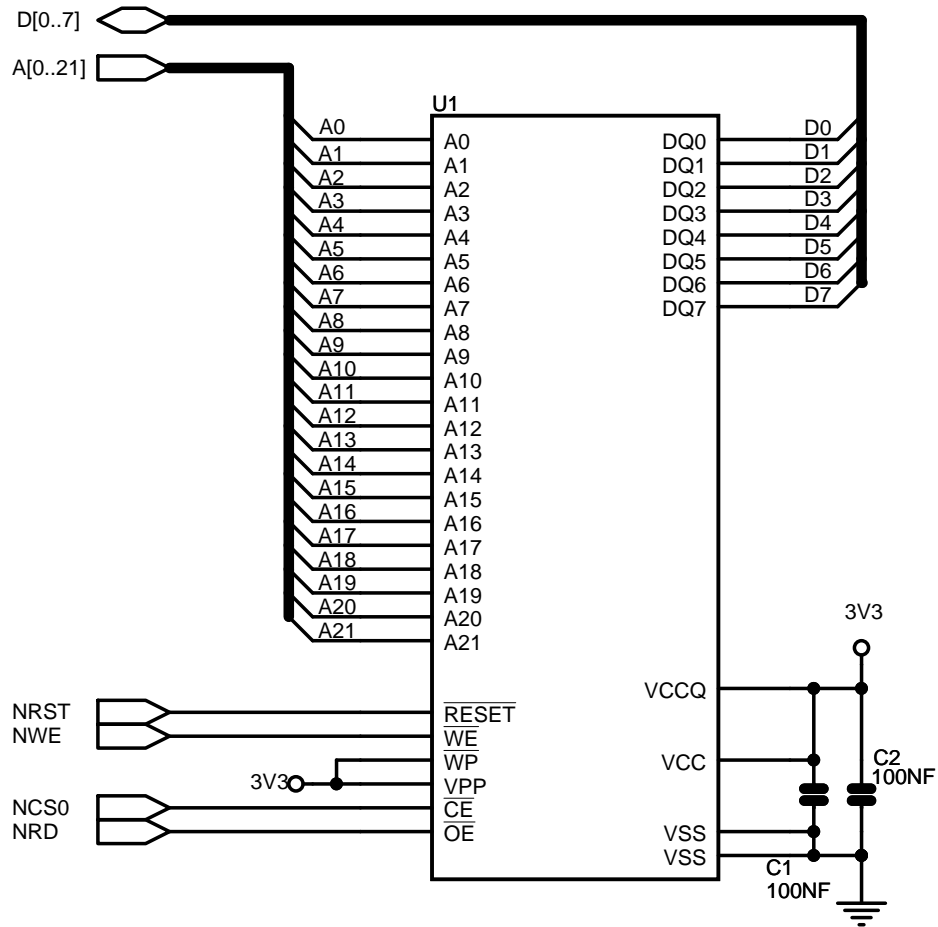 D[0..7]
A[0..21]
U1
A0 A0 DQ0 D0
A1 A1 DQ1 D1
A2 A2 DQ2 D2
A3 A3 DQ3 D3
A4 A4 DQ4 D4
A5 A5 DQ5 D5
A6 A6 DQ6 D6
A7 A7 DQ7 D7
A8 A8
A9 A9
A10 A10
A11 A11
A12 A12
A13 A13
A14 A14
A15 A15
A16 A16
A17 A17
A18 A18
A19 A19
A20 A20
A21 A21
3V3
VCCQ
NRST RESET
NWE WE
WP VCC
3V3 VPP
C2
100NF
NCS0 CE
NRD OE VSS
VSS
C1
100NF